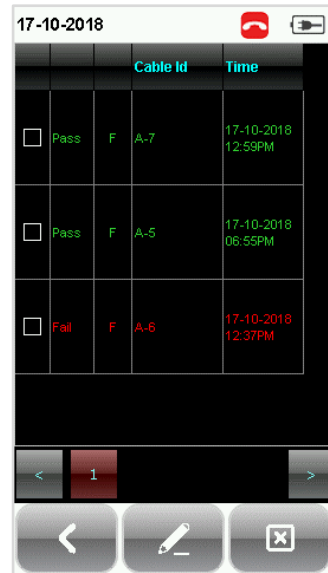 17-10-2018
Cable Id Time
Pass F A-7 17-10-2018
12:59PM
Pass F A-5 17-10-2018
06:55PM
Fail F A-6 17-10-2018
12:37PM
< 1 >